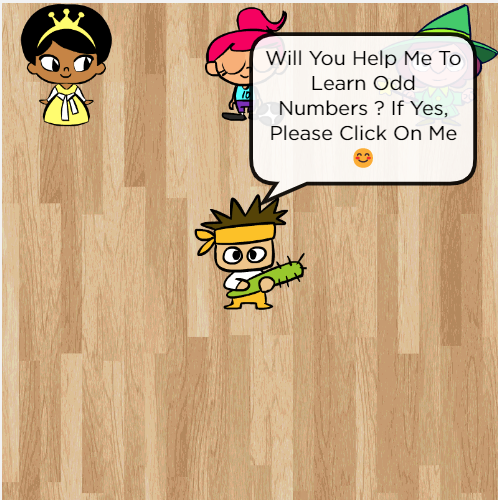 Will You Help Me To
Learn Odd
Numbers ? If Yes,
Please Click On Me
😊